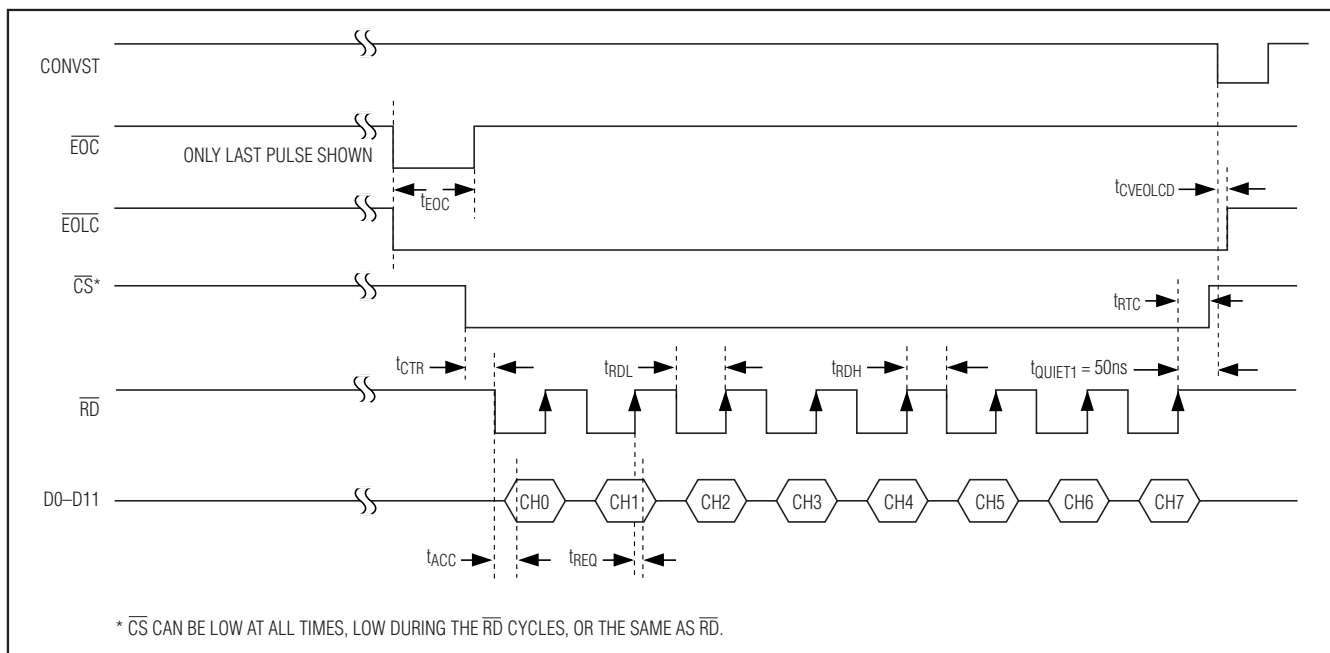 CONVST
EOC
ONLY LAST PULSE SHOWN
tEOC
tCVEOLCD
EOLC
CS*
tRTC
tCTR
tRDL
tRDH
tQUIET1 = 50ns
RD
D0–D11
CH0
CH1
CH2
CH3
CH4
CH5
CH6
CH7
tACC
tREQ
* CS CAN BE LOW AT ALL TIMES, LOW DURING THE RD CYCLES, OR THE SAME AS RD.